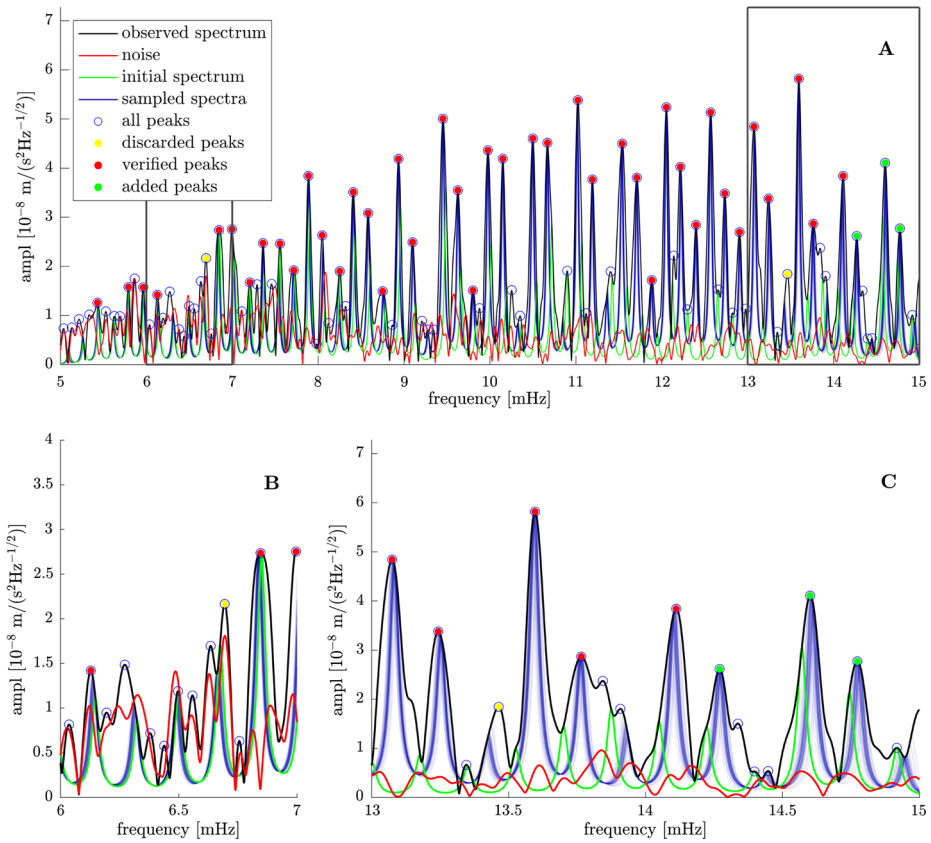 7
6
5
4
3
2
1
0
ampl [10⁻⁸ m/(s²Hz⁻¹/²)]
observed spectrum
noise
initial spectrum
sampled spectra
all peaks
discarded peaks
verified peaks
added peaks
A
5 6 7 8 9 10 11 12 13 14 15
frequency [mHz]
4
3.5
3
2.5
2
1.5
1
0.5
0
ampl [10⁻⁸ m/(s²Hz⁻¹/²)]
B
6 6.5 7
frequency [mHz]
7
6
5
4
3
2
1
0
ampl [10⁻⁸ m/(s²Hz⁻¹/²)]
C
13 13.5 14 14.5 15
frequency [mHz]